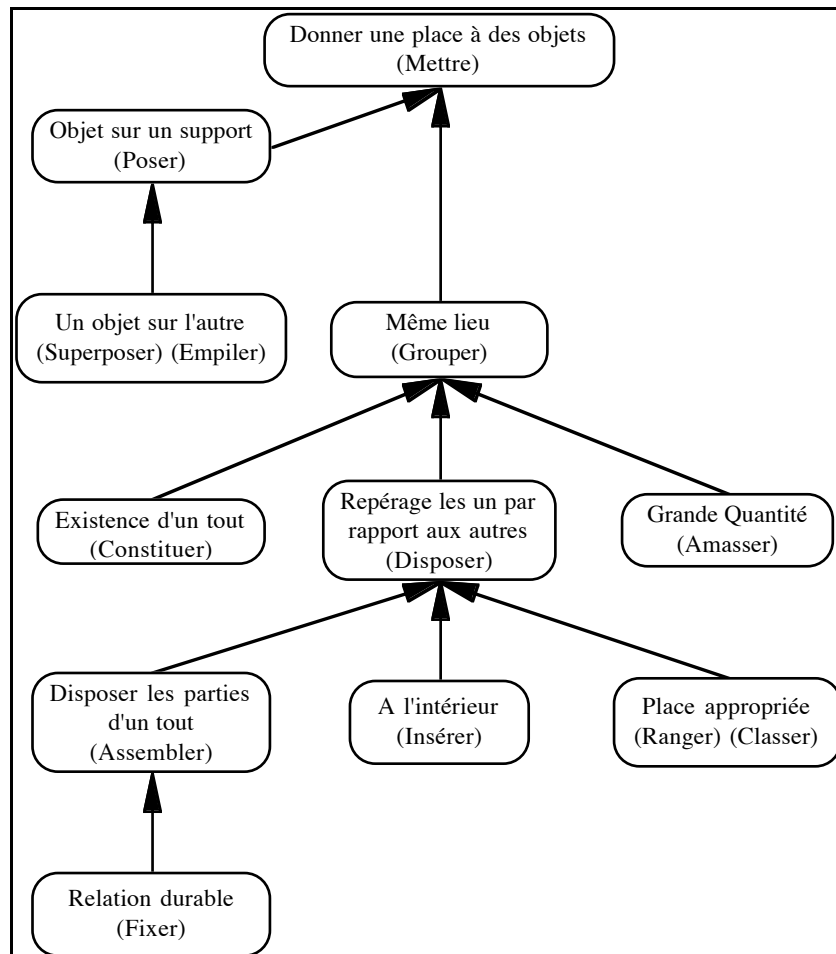 Donner une place à des objets
(Mettre)
Objet sur un support
(Poser)
Un objet sur l'autre
(Superposer) (Empiler)
Même lieu
(Grouper)
Existence d'un tout
(Constituer)
Repérage les un par
rapport aux autres
(Disposer)
Grande Quantité
(Amasser)
Disposer les parties
d'un tout
(Assembler)
A l'intérieur
(Insérer)
Place appropriée
(Ranger) (Classer)
Relation durable
(Fixer)